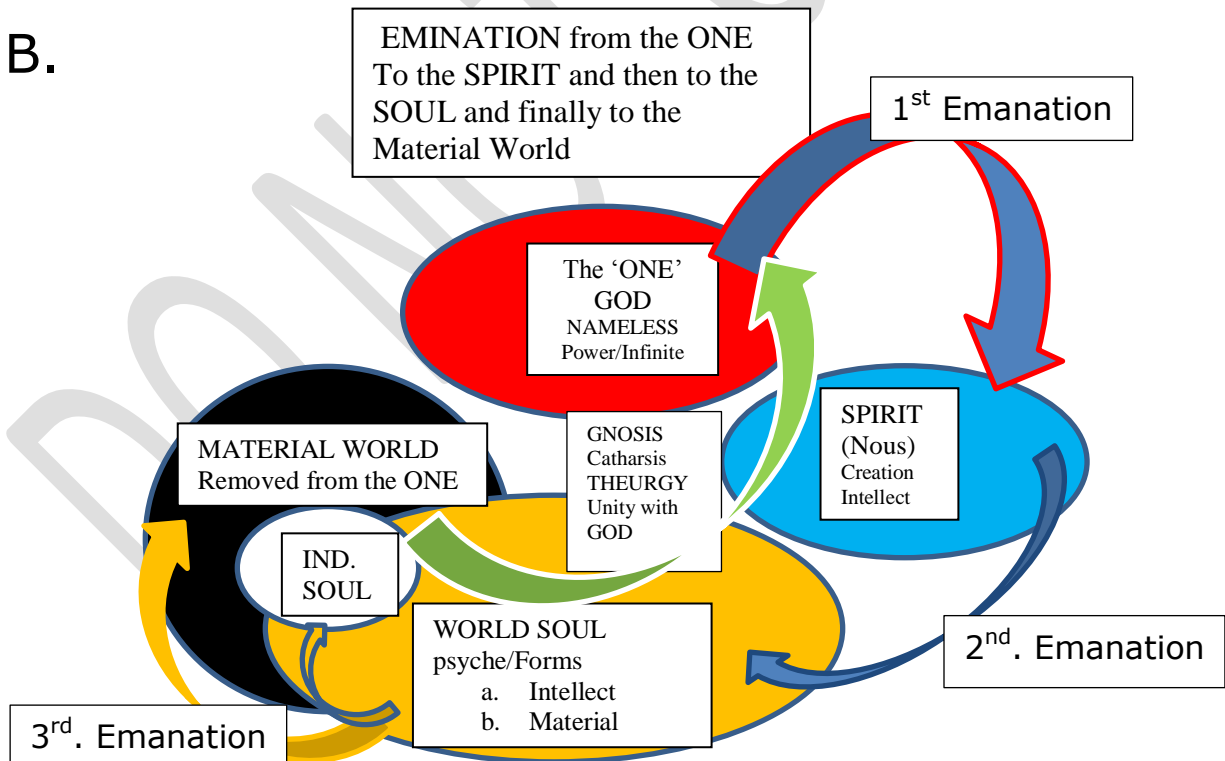 B.
EMINATION from the ONE
To the SPIRIT and then to the
SOUL and finally to the
Material World
1st Emanation
The ‘ONE’
GOD
NAMELESS
Power/Infinite
SPIRIT
(Nous)
Creation
Intellect
GNOSIS
Catharsis
THEURGY
Unity with
GOD
MATERIAL WORLD
Removed from the ONE
IND.
SOUL
WORLD SOUL
psyche/Forms
a. Intellect
b. Material
2nd. Emanation
3rd. Emanation